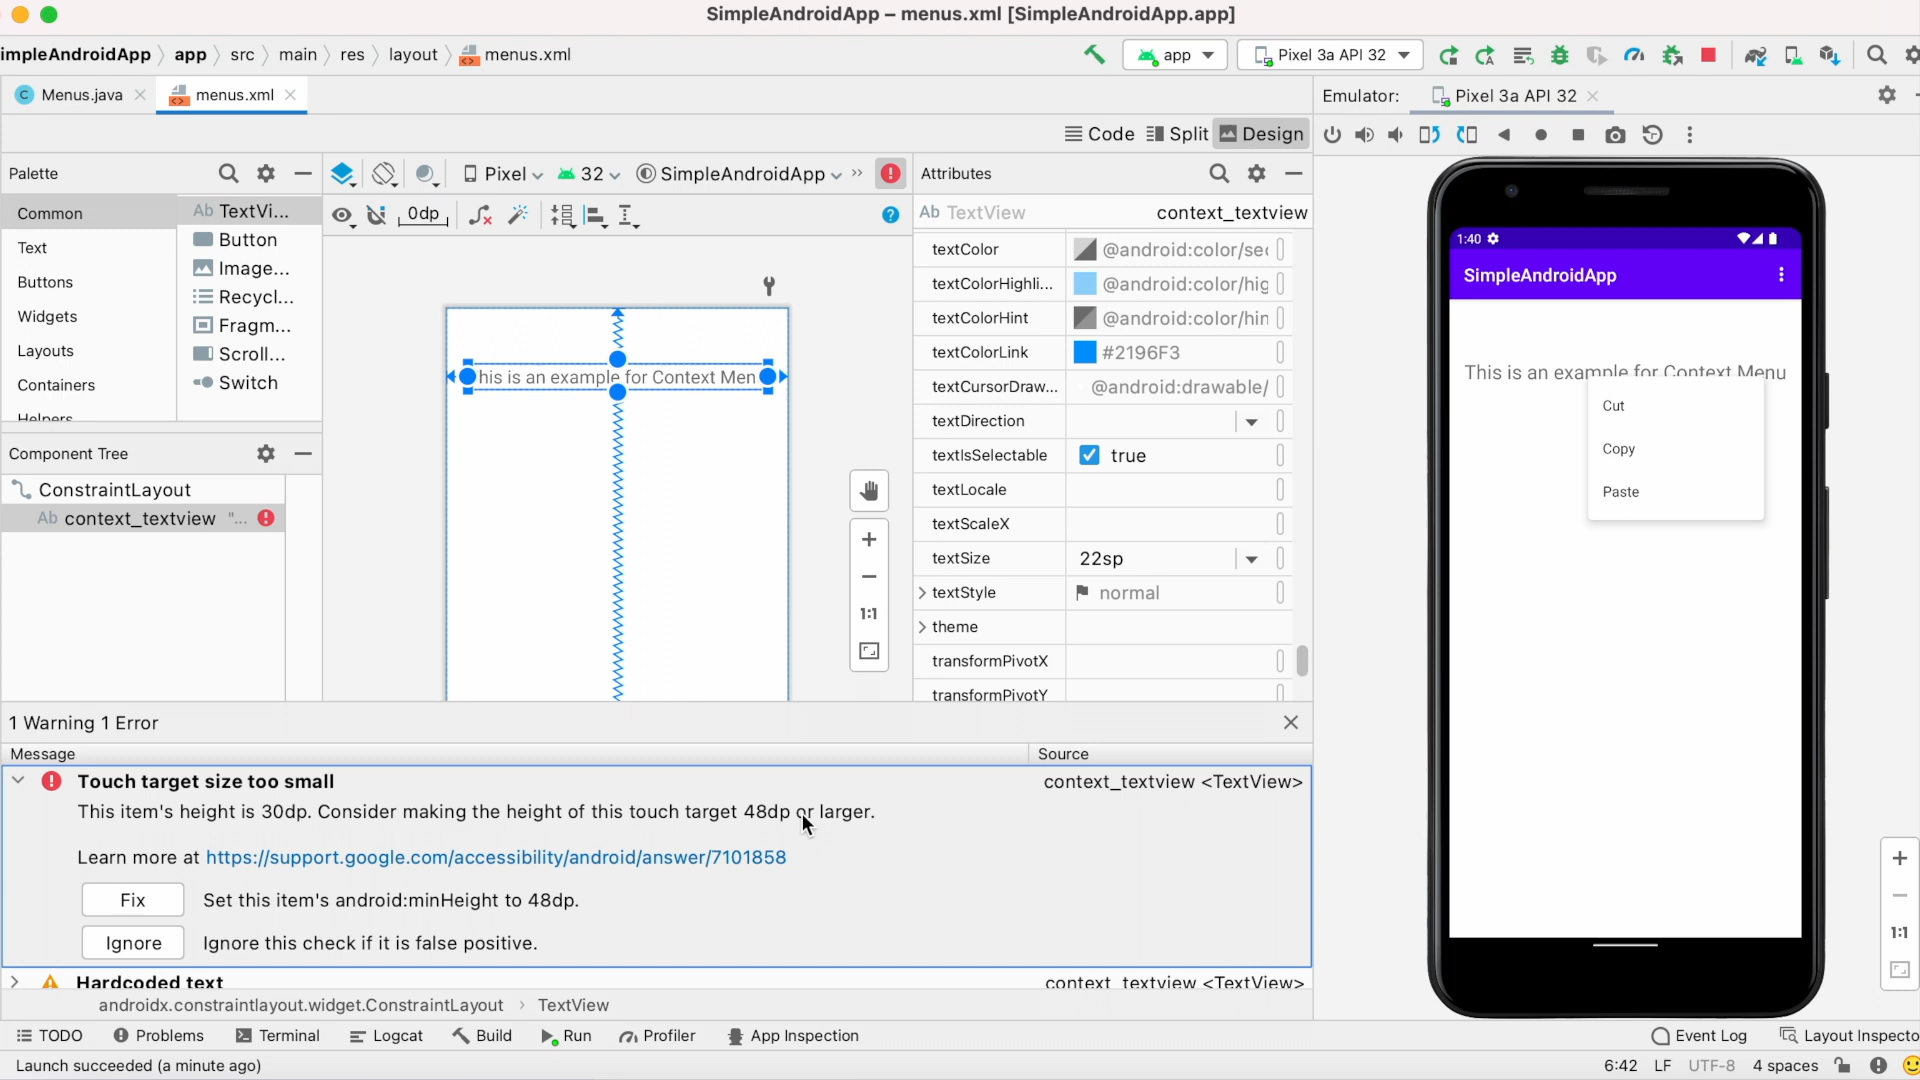 SimpleAndroidApp – menus.xml [SimpleAndroidApp.app]
impleAndroidApp app src main res layout menus.xml
app Pixel 3a API 32
Menus.java menus.xml
Emulator: Pixel 3a API 32
Code Split Design
Palette
Common
Text
Buttons
Widgets
Layouts
Containers
Helpers
Ab TextVi...
Button
Image...
Recycl...
Fragm...
Scroll...
Switch
Pixel 32 SimpleAndroidApp
0dp
his is an example for Context Men
1:1
Component Tree
ConstraintLayout
Ab context_textview "...
Attributes
Ab TextView context_textview
textColor @android:color/sec
textColorHighli... @android:color/hig
textColorHint @android:color/hin
textColorLink #2196F3
textCursorDraw... @android:drawable/
textDirection
textIsSelectable true
textLocale
textScaleX
textSize 22sp
textStyle normal
theme
transformPivotX
transformPivotY
1:40
SimpleAndroidApp
This is an example for Context Menu
Cut
Copy
Paste
1:1
1 Warning 1 Error
Message Source
Touch target size too small context_textview <TextView>
This item's height is 30dp. Consider making the height of this touch target 48dp or larger.
Learn more at https://support.google.com/accessibility/android/answer/7101858
Fix Set this item's android:minHeight to 48dp.
Ignore Ignore this check if it is false positive.
Hardcoded text context_textview <TextView>
androidx.constraintlayout.widget.ConstraintLayout TextView
TODO Problems Terminal Logcat Build Run Profiler App Inspection Event Log Layout Inspecto
Launch succeeded (a minute ago) 6:42 LF UTF-8 4 spaces